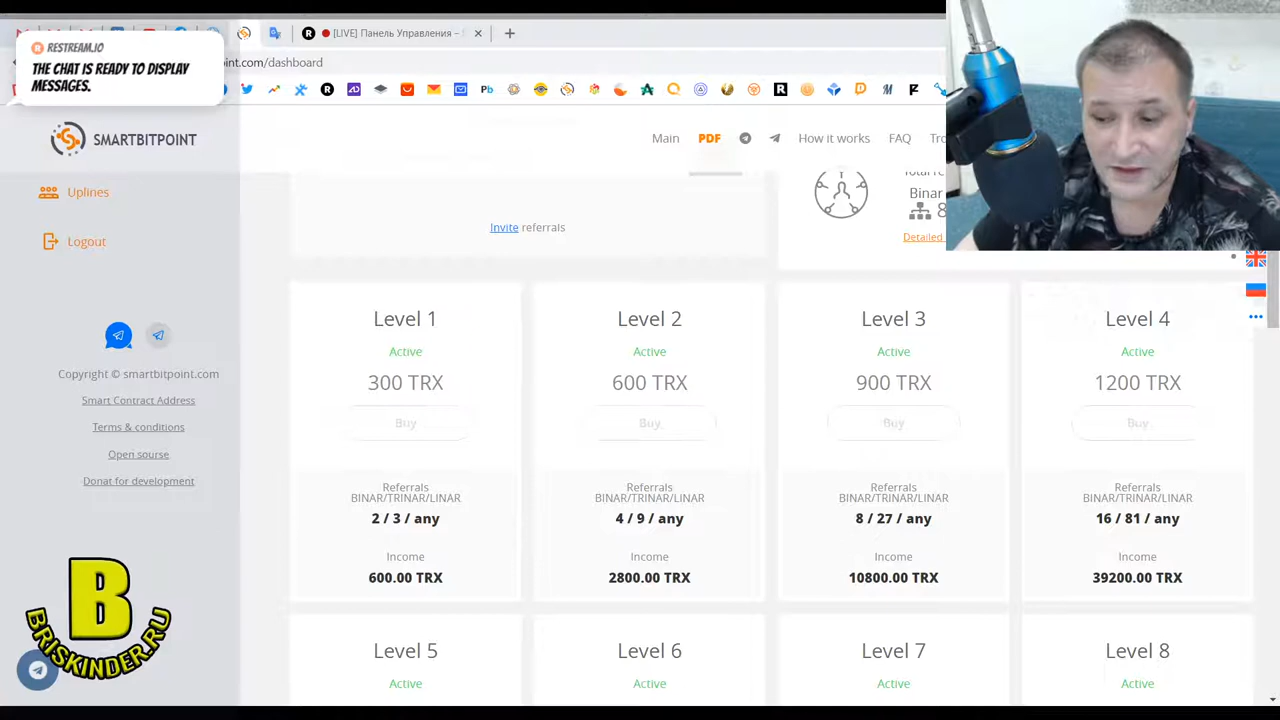 [LIVE] Панель Управления –
RESTREAM.IO
THE CHAT IS READY TO DISPLAY
MESSAGES.
point.com/dashboard
SMARTBITPOINT
Main
PDF
How it works
FAQ
Uplines
Logout
Binar
8
Invite referrals
Detailed
Level 1
Active
300 TRX
Buy
Referrals
BINAR/TRINAR/LINAR
2 / 3 / any
Income
600.00 TRX
Level 2
Active
600 TRX
Buy
Referrals
BINAR/TRINAR/LINAR
4 / 9 / any
Income
2800.00 TRX
Level 3
Active
900 TRX
Buy
Referrals
BINAR/TRINAR/LINAR
8 / 27 / any
Income
10800.00 TRX
Level 4
Active
1200 TRX
Buy
Referrals
BINAR/TRINAR/LINAR
16 / 81 / any
Income
39200.00 TRX
Copyright © smartbitpoint.com
Smart Contract Address
Terms & conditions
Open sourse
Donat for development
B
BRISKINDER.RU
Level 5
Active
Level 6
Active
Level 7
Active
Level 8
Active